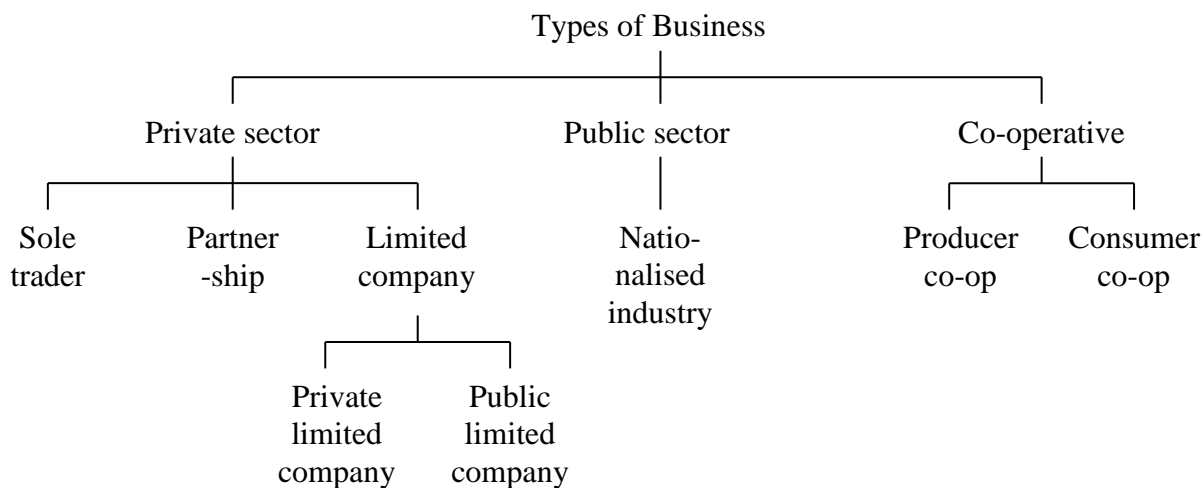 Types of Business
Private sector
Public sector
Co-operative
Sole
trader
Partner
-ship
Limited
company
Natio-
nalised
industry
Producer
co-op
Consumer
co-op
Private
limited
company
Public
limited
company